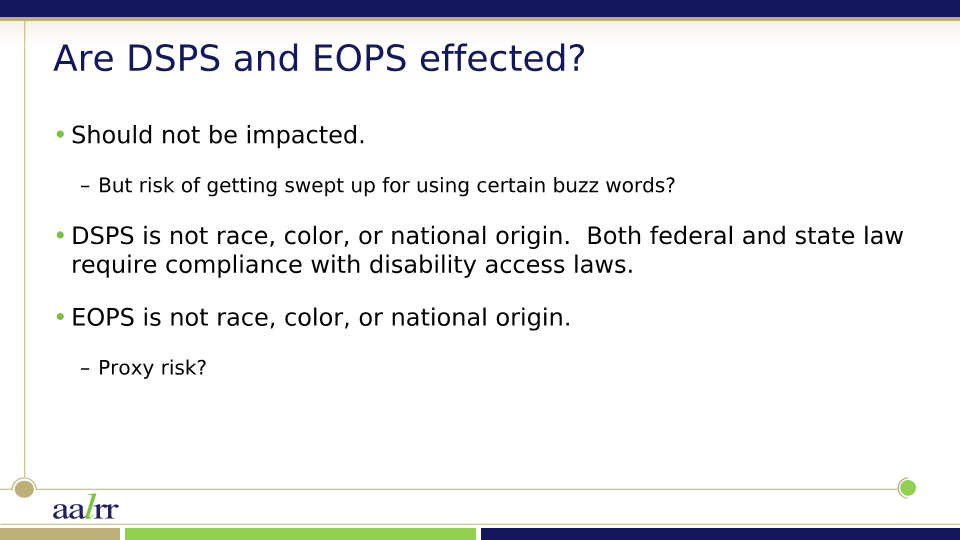 Are DSPS and EOPS effected?
• Should not be impacted.
– But risk of getting swept up for using certain buzz words?
• DSPS is not race, color, or national origin.  Both federal and state law
require compliance with disability access laws.
• EOPS is not race, color, or national origin.
– Proxy risk?
aalrr